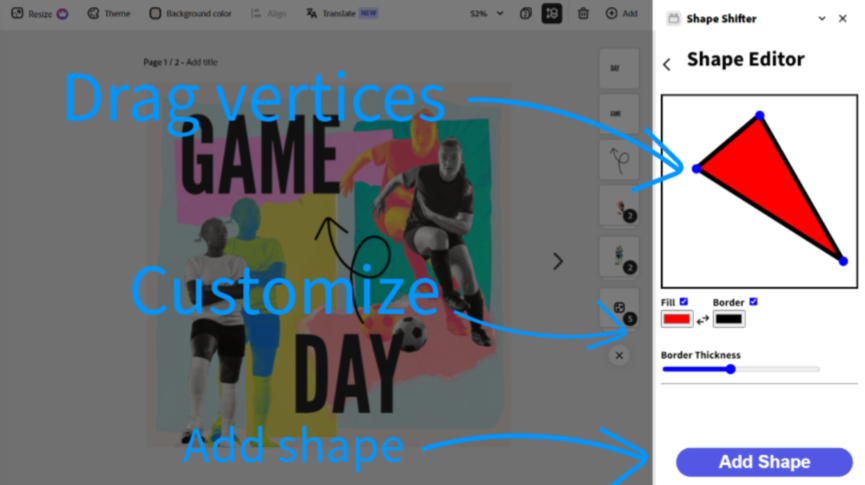 Resize
Theme
Background color
Align
Translate NEW
52%
Add
Shape Shifter
Page 1 / 2 - Add title
Shape Editor
Drag vertices
GAME
DAY
GAME
2
Customize
2
5
DAY
Add shape
Fill
Border
Border Thickness
Add Shape